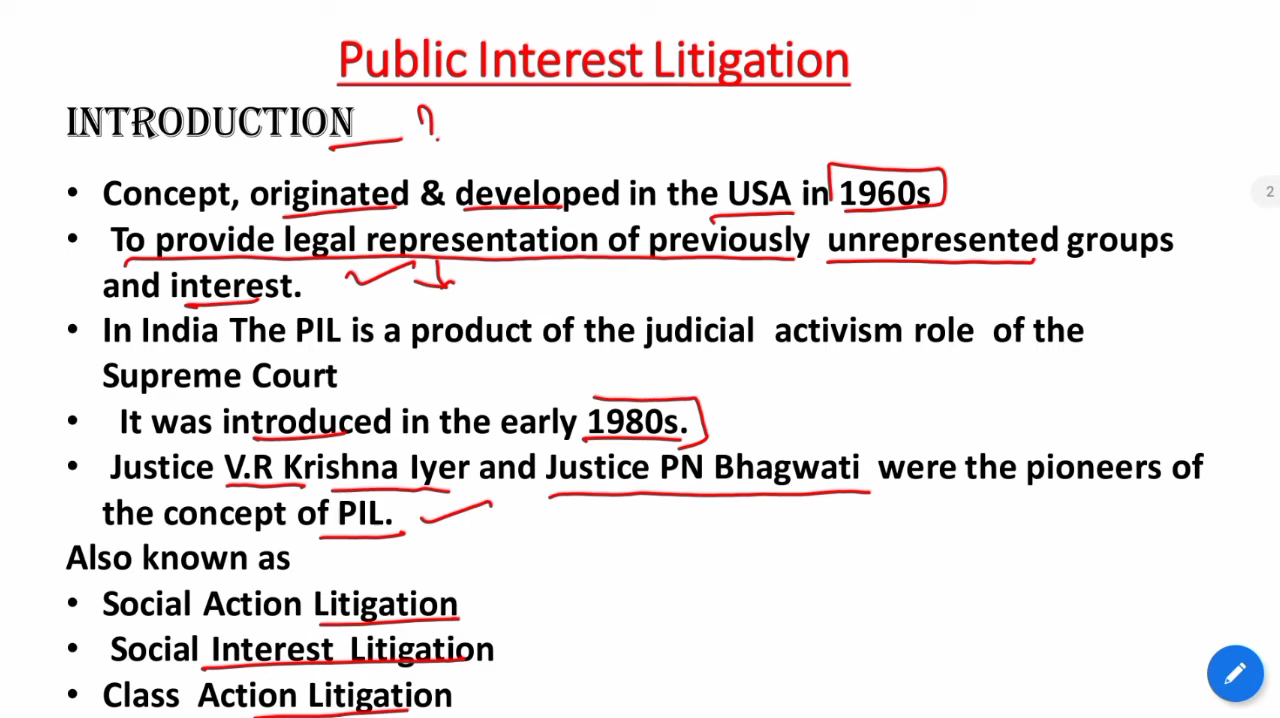 Public Interest Litigation
INTRODUCTION ?
• Concept, originated & developed in the USA in 1960s
• To provide legal representation of previously unrepresented groups
and interest.
• In India The PIL is a product of the judicial activism role of the
Supreme Court
• It was introduced in the early 1980s.
• Justice V.R Krishna Iyer and Justice PN Bhagwati were the pioneers of
the concept of PIL.
Also known as
• Social Action Litigation
• Social Interest Litigation
• Class Action Litigation
2